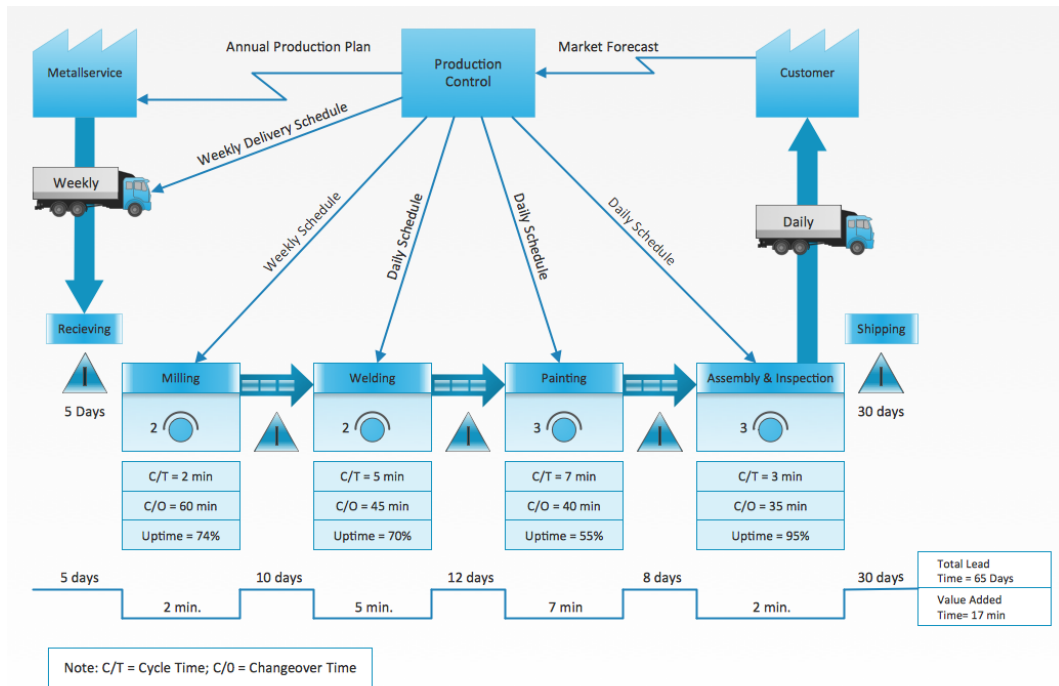 Metallservice
Annual Production Plan
Production
Control
Market Forecast
Customer
Weekly Delivery Schedule
Weekly
Weekly Schedule
Daily Schedule
Daily Schedule
Daily Schedule
Daily
Recieving
Shipping
I
5 Days
Milling
2
I
Welding
2
I
Painting
3
I
Assembly & Inspection
3
I
30 days
C/T = 2 min
C/O = 60 min
Uptime = 74%
C/T = 5 min
C/O = 45 min
Uptime = 70%
C/T = 7 min
C/O = 40 min
Uptime = 55%
C/T = 3 min
C/O = 35 min
Uptime = 95%
5 days
2 min.
10 days
5 min.
12 days
7 min
8 days
2 min.
30 days
Total Lead
Time = 65 Days
Value Added
Time= 17 min
Note: C/T = Cycle Time; C/0 = Changeover Time